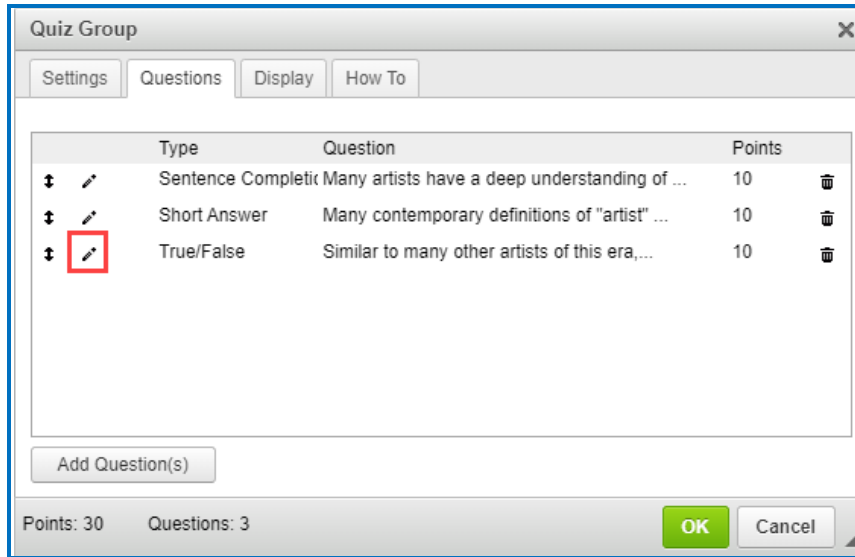 Quiz Group
Settings Questions Display How To
Type Question Points
Sentence Completic Many artists have a deep understanding of ... 10
Short Answer Many contemporary definitions of "artist" ... 10
True/False Similar to many other artists of this era,... 10
Add Question(s)
Points: 30 Questions: 3 OK Cancel